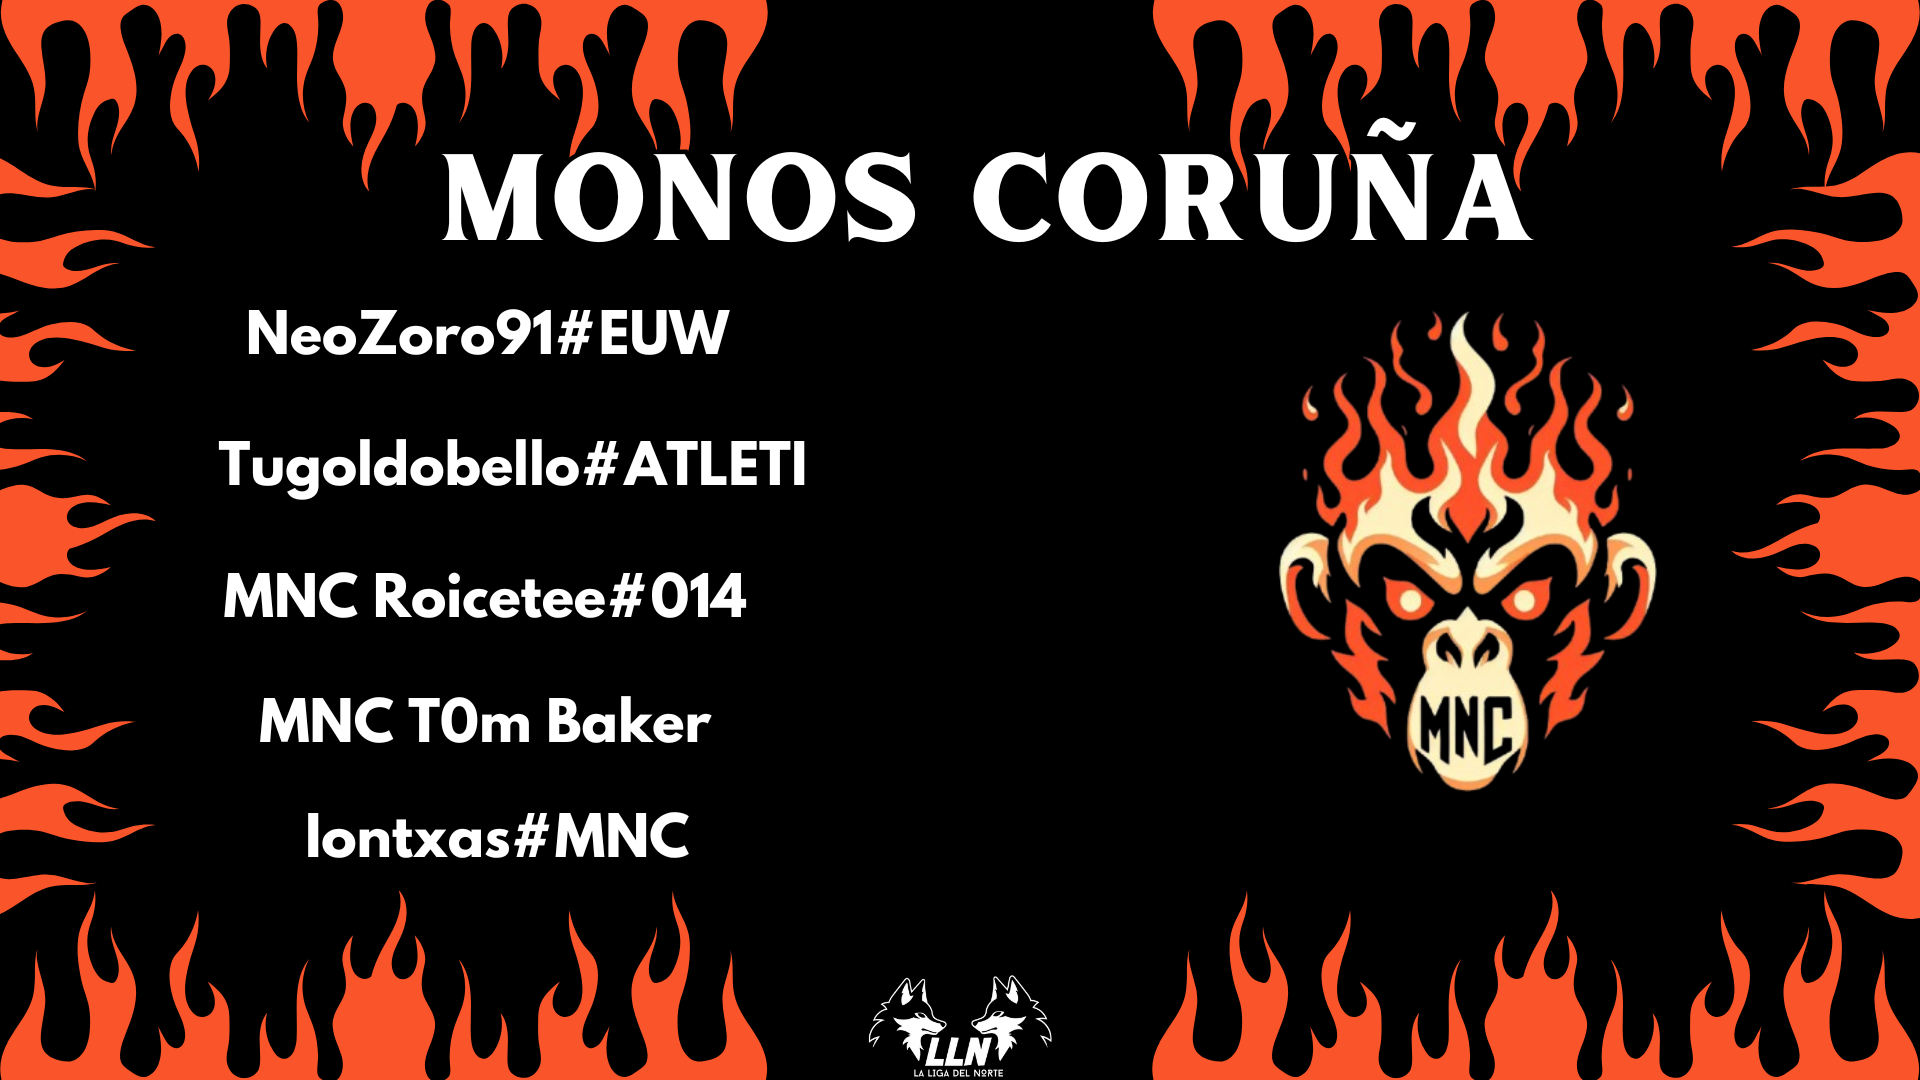 MONOS CORUÑA
NeoZoro91#EUW
Tugoldobello#ATLETI
MNC Roicetee#014
MNC T0m Baker
lontxas#MNC
MNC
LLN
LA LIGA DEL NORTE